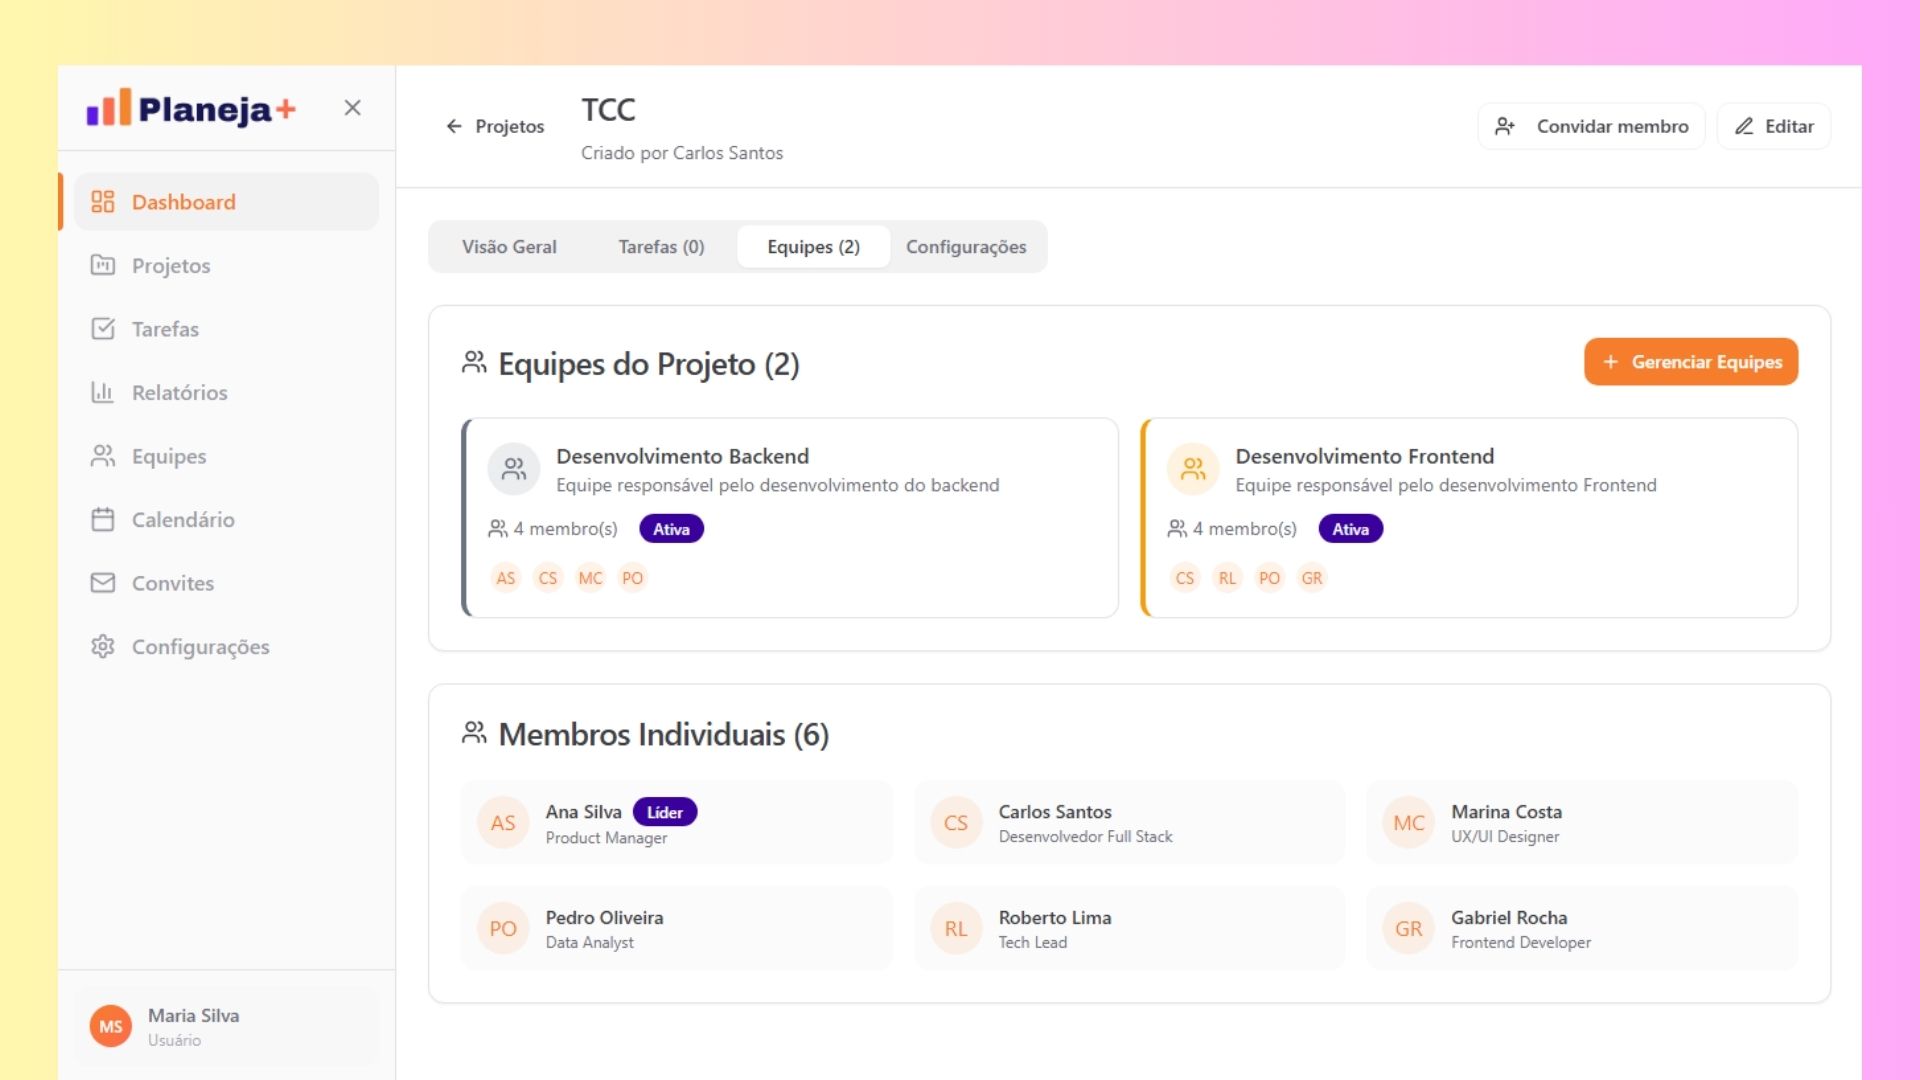 Planeja+
Dashboard
Projetos
Tarefas
Relatórios
Equipes
Calendário
Convites
Configurações
MS
Maria Silva
Usuário
Projetos
TCC
Criado por Carlos Santos
Convidar membro
Editar
Visão Geral
Tarefas (0)
Equipes (2)
Configurações
Equipes do Projeto (2)
Gerenciar Equipes
Desenvolvimento Backend
Equipe responsável pelo desenvolvimento do backend
4 membro(s) Ativa
AS CS MC PO
Desenvolvimento Frontend
Equipe responsável pelo desenvolvimento Frontend
4 membro(s) Ativa
CS RL PO GR
Membros Individuais (6)
AS
Ana Silva Líder
Product Manager
CS
Carlos Santos
Desenvolvedor Full Stack
MC
Marina Costa
UX/UI Designer
PO
Pedro Oliveira
Data Analyst
RL
Roberto Lima
Tech Lead
GR
Gabriel Rocha
Frontend Developer